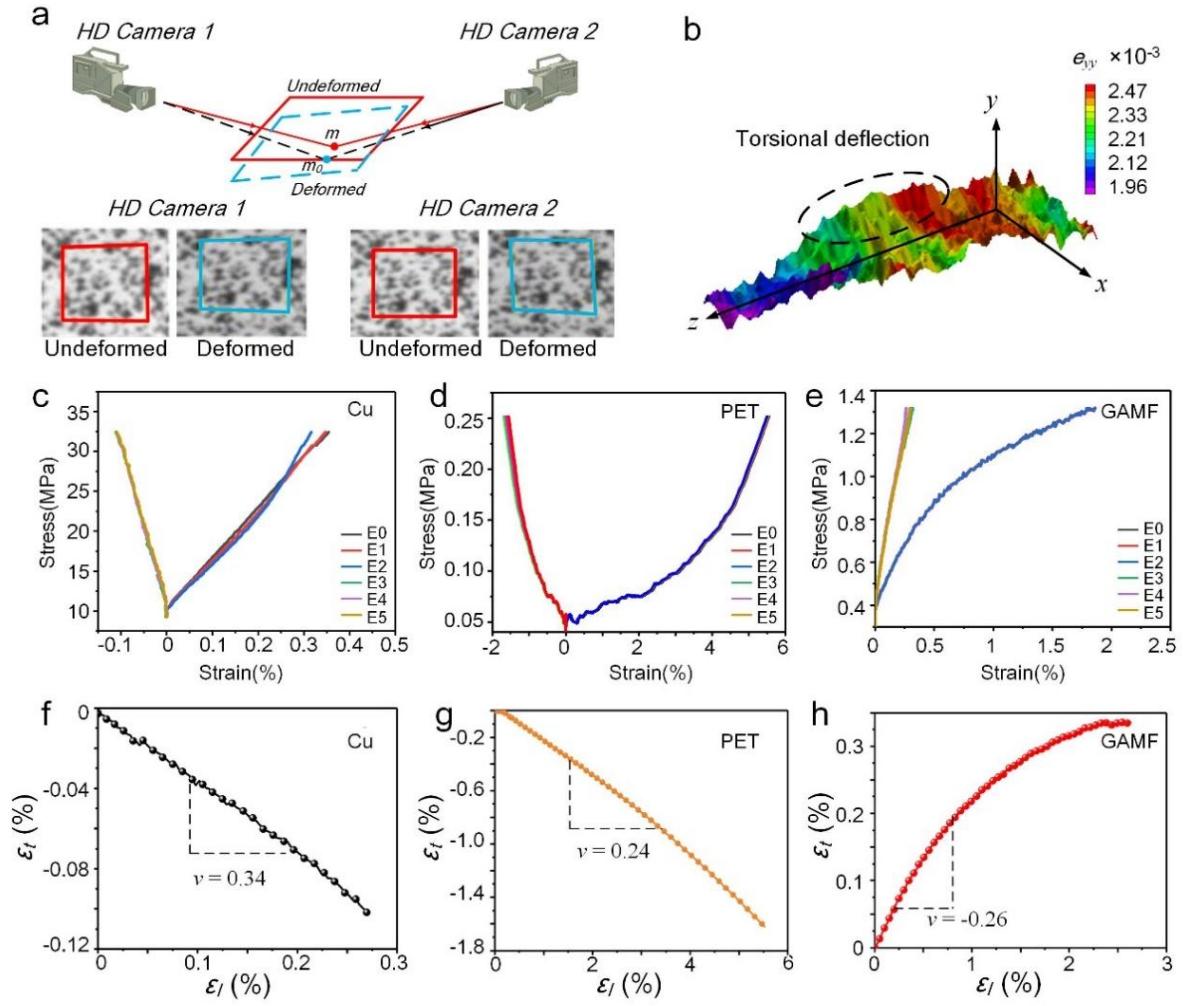 a
HD Camera 1
HD Camera 2
Undeformed
m
m₀
Deformed
HD Camera 1
HD Camera 2
Undeformed
Deformed
Undeformed
Deformed
b
e_yy ×10⁻³
2.47
2.33
2.21
2.12
1.96
Torsional deflection
y
x
z
c
Cu
Stress(MPa)
35
30
25
20
15
10
E0
E1
E2
E3
E4
E5
-0.1 0 0.1 0.2 0.3 0.4 0.5
Strain(%)
d
PET
Stress(MPa)
0.25
0.20
0.15
0.10
0.05
E0
E1
E2
E3
E4
E5
-2 0 2 4 6
Strain(%)
e
GAMF
Stress(MPa)
1.4
1.2
1.0
0.8
0.6
0.4
E0
E1
E2
E3
E4
E5
0 0.5 1 1.5 2 2.5
Strain(%)
f
Cu
εt (%)
0
-0.04
-0.08
-0.12
v = 0.34
0 0.1 0.2 0.3
εl (%)
g
PET
εt (%)
-0.2
-0.6
-1.0
-1.4
-1.8
v = 0.24
0 2 4 6
εl (%)
h
GAMF
εt (%)
0.3
0.2
0.1
0
v = -0.26
0 1 2 3
εl (%)